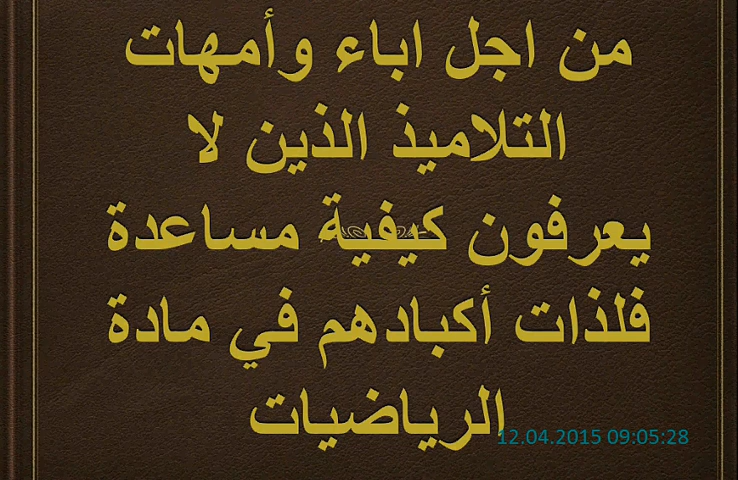 من اجل اباء وأمهات
التلاميذ الذين لا
يعرفون كيفية مساعدة
فلذات أكبادهم في مادة
الرياضيات
12.04.2015 09:05:28